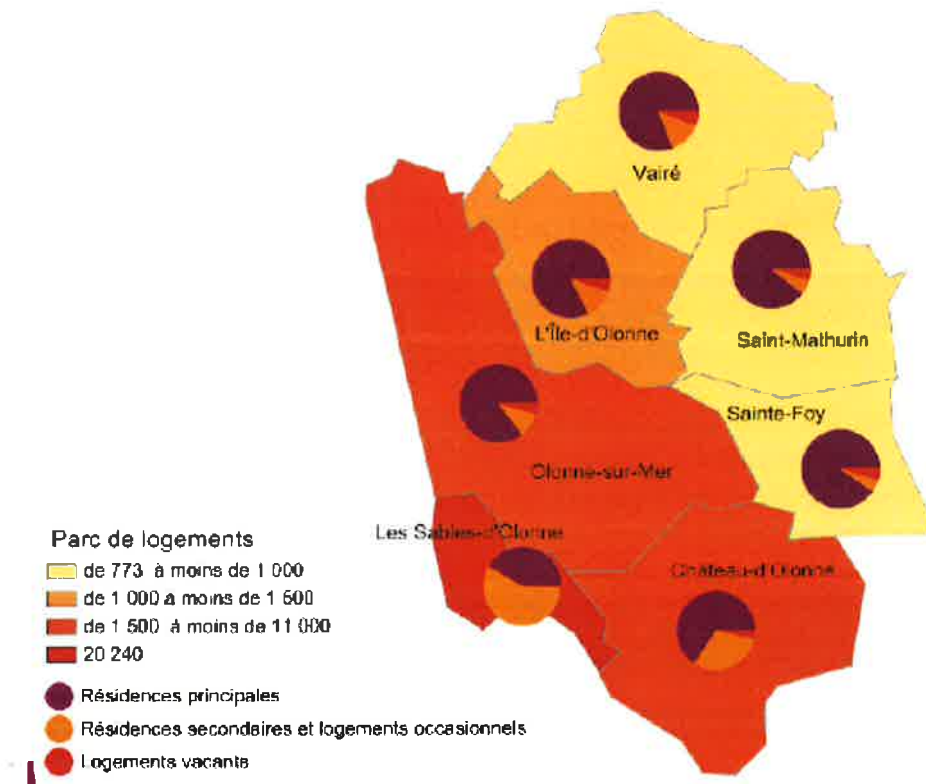 Vairé
L'Île-d'Olonne
Saint-Mathurin
Sainte-Foy
Olonne-sur-Mer
Les Sables-d'Olonne
Château-d'Olonne
Parc de logements
de 773 à moins de 1 000
de 1 000 à moins de 1 500
de 1 500 à moins de 11 000
20 240
Résidences principales
Résidences secondaires et logements occasionnels
Logements vacants